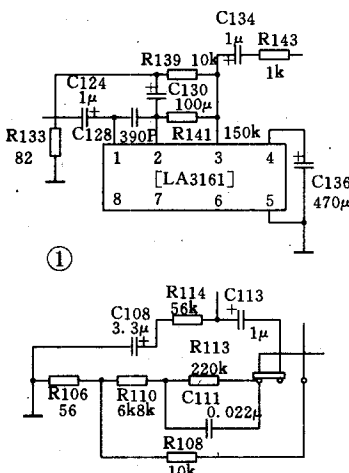 C134
1μ R143
R139 10k
1k
C124
1μ
C130
100μ
R133
82
C128 390P R141 150k
1 2 3 4
[LA3161]
8 7 6 5
C136
470μ
①
R114
56k
C108
3.3μ
C113
1μ
R113
220k
R106
56
R110
6k8k
C111
0.022μ
R108
10k